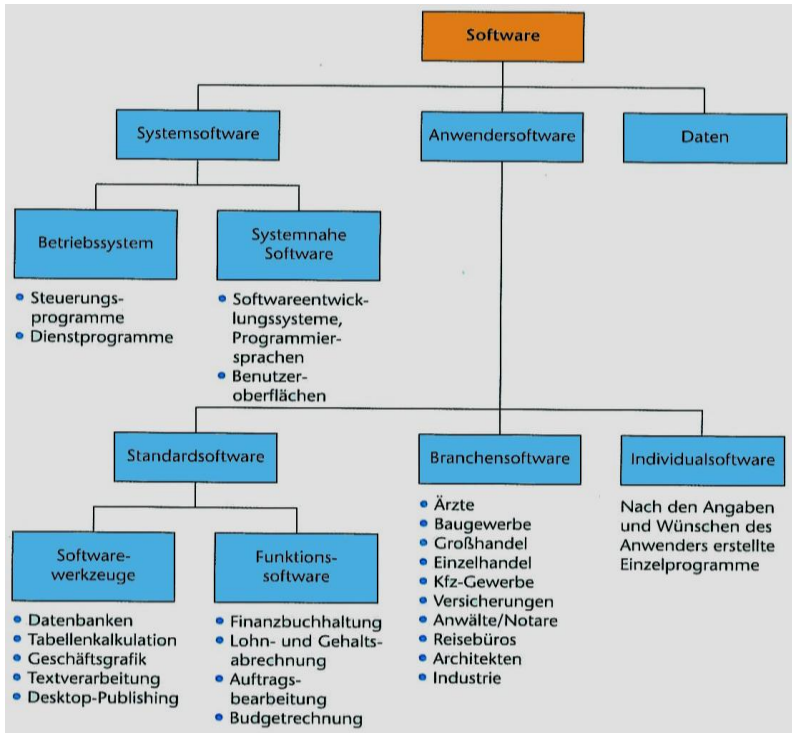 Software
Systemsoftware
Anwendersoftware
Daten
Betriebssystem
Systemnahe
Software
• Steuerungs-
programme
• Dienstprogramme
• Softwareentwick-
lungssysteme,
Programmier-
sprachen
• Benutzer-
oberflächen
Standardsoftware
Branchensoftware
Individualsoftware
Software-
werkzeuge
Funktions-
software
• Datenbanken
• Tabellenkalkulation
• Geschäftsgrafik
• Textverarbeitung
• Desktop-Publishing
• Finanzbuchhaltung
• Lohn- und Gehalts-
abrechnung
• Auftrags-
bearbeitung
• Budgetrechnung
• Ärzte
• Baugewerbe
• Großhandel
• Einzelhandel
• Kfz-Gewerbe
• Versicherungen
• Anwälte/Notare
• Reisebüros
• Architekten
• Industrie
Nach den Angaben
und Wünschen des
Anwenders erstellte
Einzelprogramme